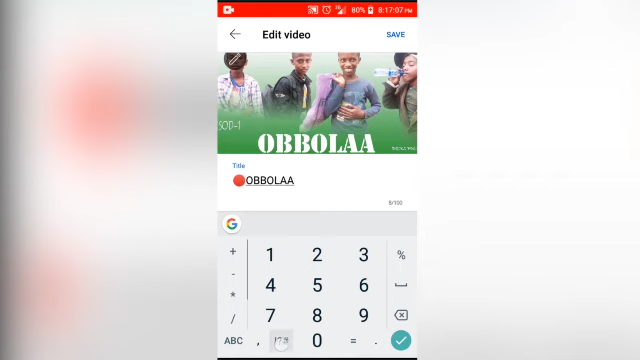 80% 8:17:07 PM
Edit video
SAVE
SOD-1
OBBOLAA
Title
🔴OBBOLAA
8/100
+ 1 2 3 %
- 4 5 6
* 7 8 9
/
ABC , !?# 0 = .